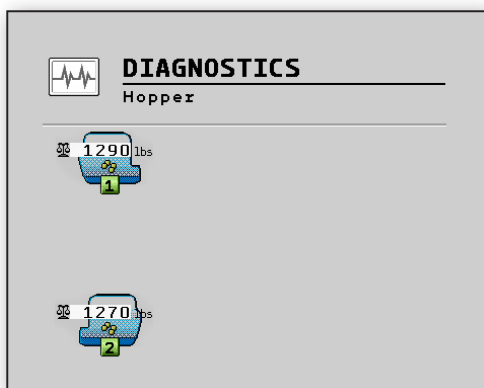 DIAGNOSTICS
Hopper
1290 lbs
1
1270 lbs
2